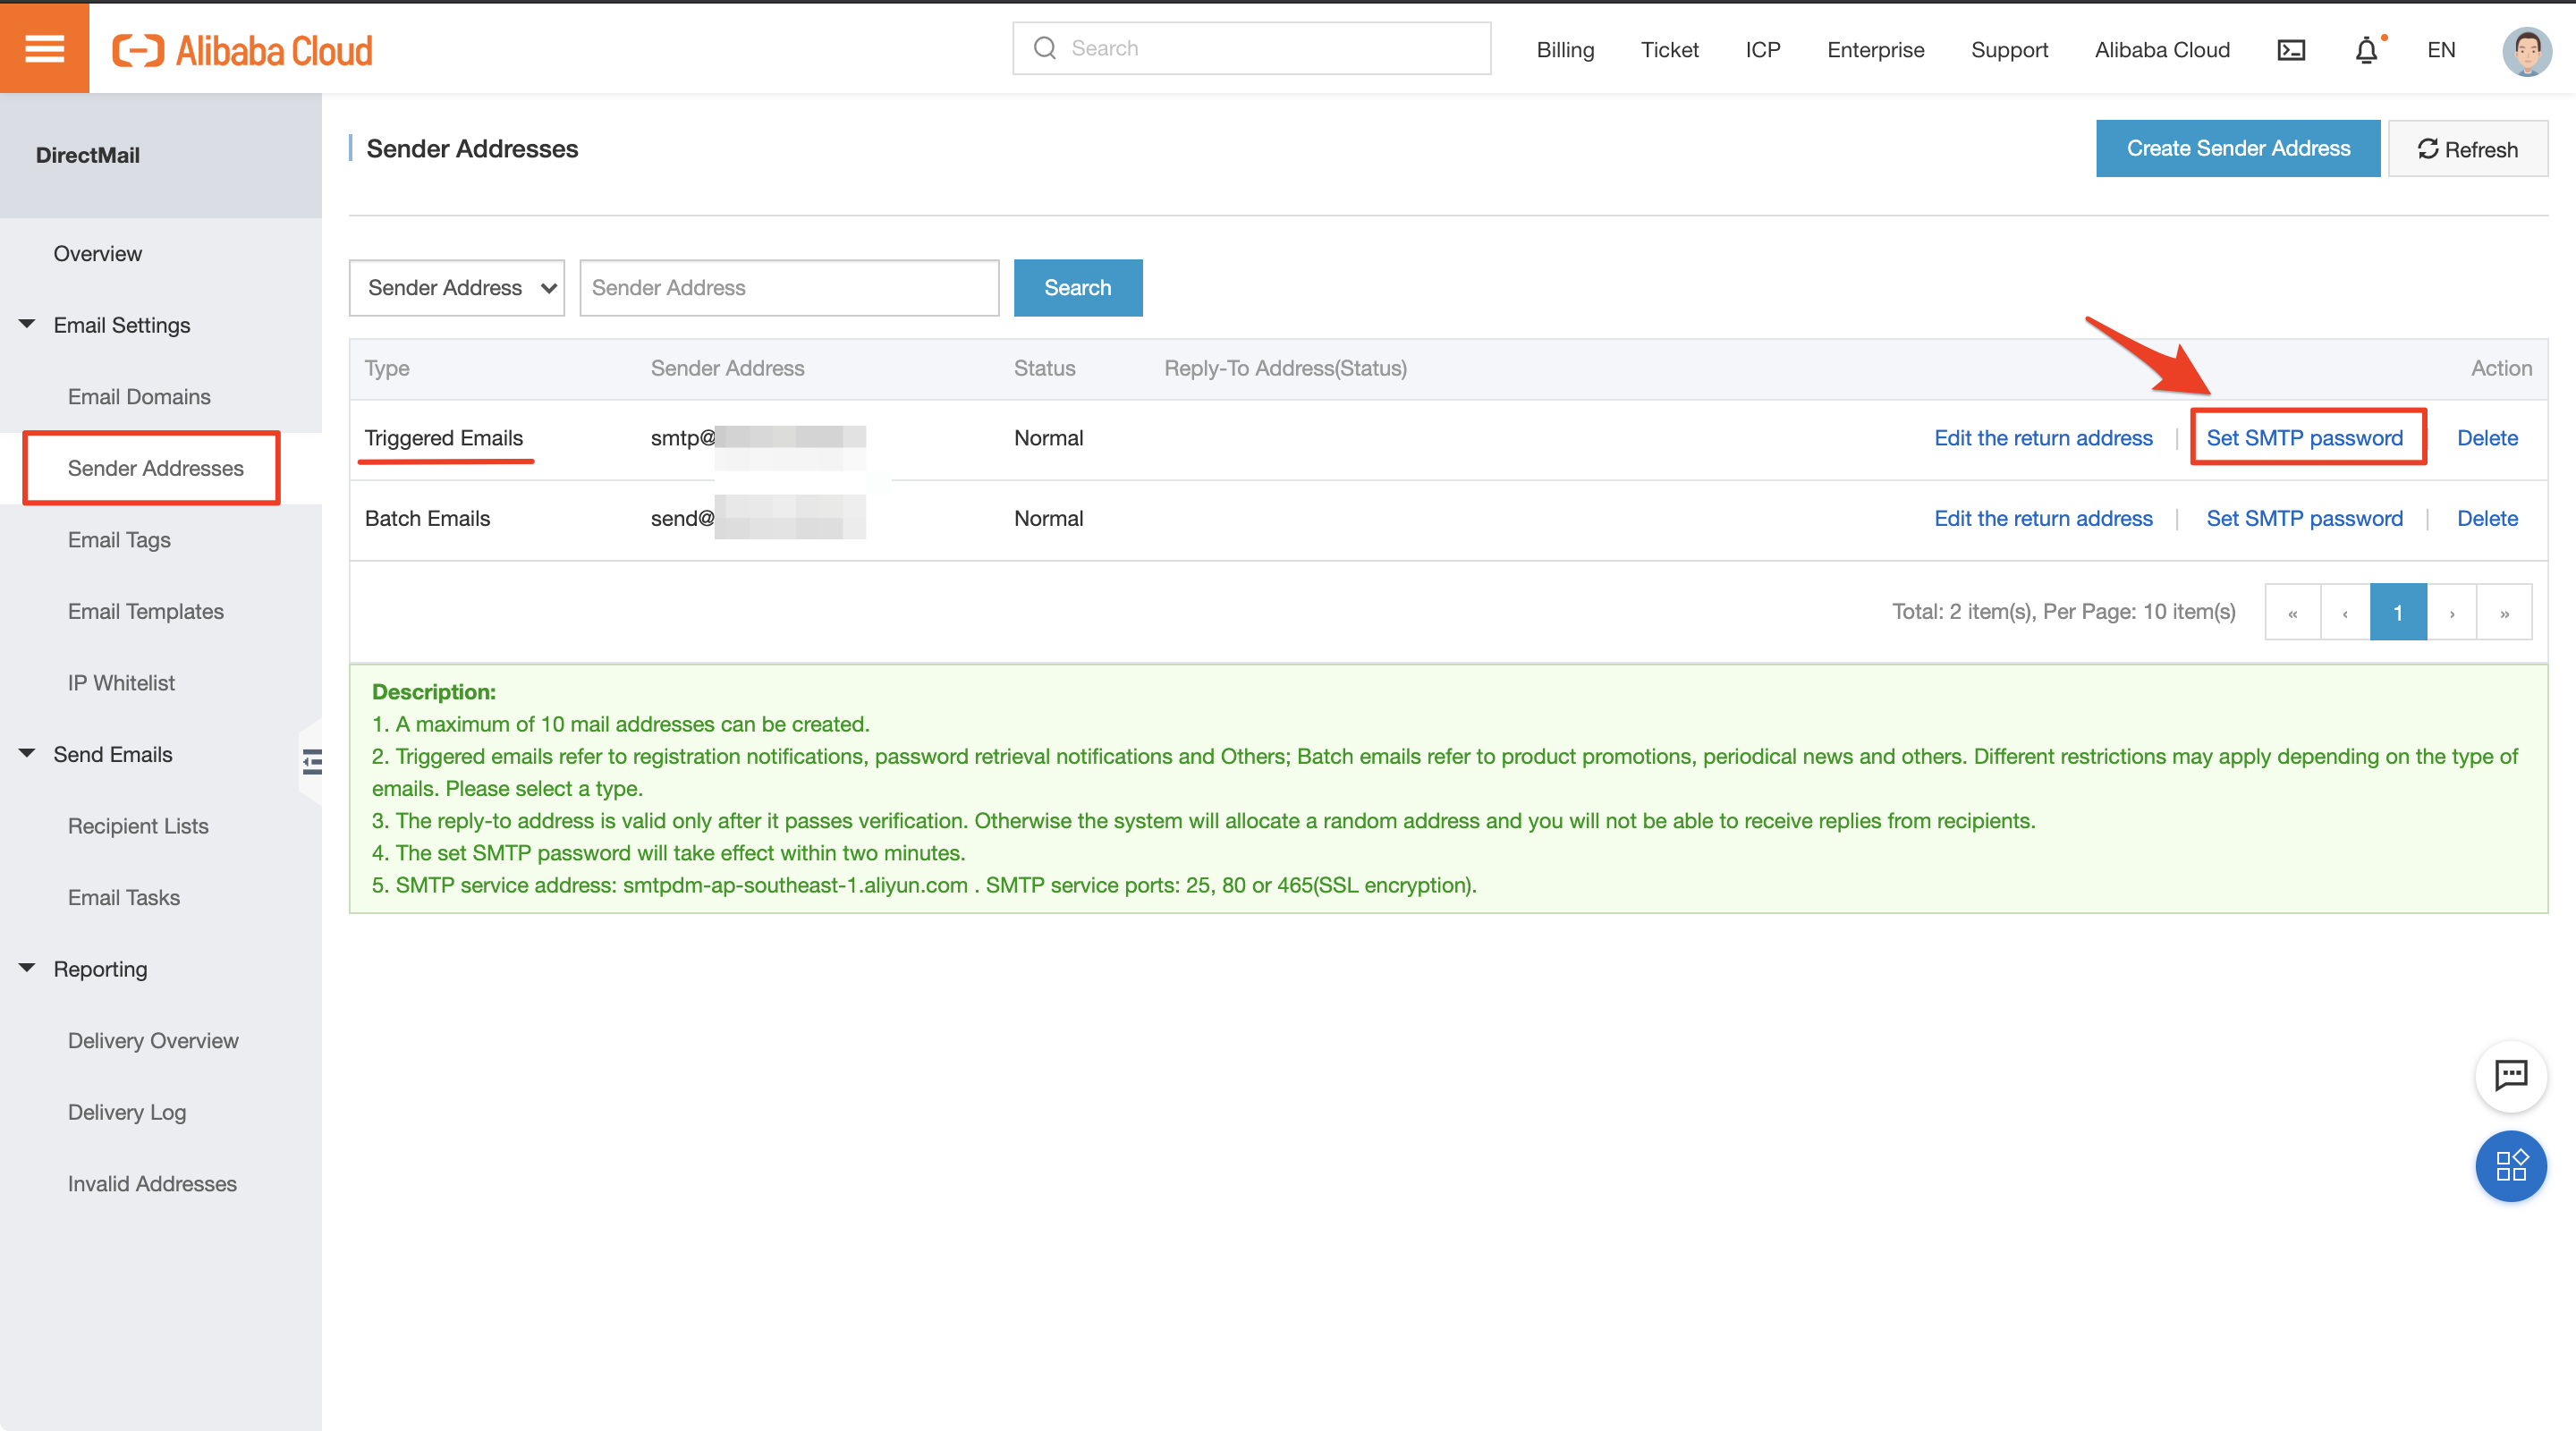 Alibaba Cloud
Search
Billing
Ticket
ICP
Enterprise
Support
Alibaba Cloud
EN
DirectMail
Overview
Email Settings
Email Domains
Sender Addresses
Email Tags
Email Templates
IP Whitelist
Send Emails
Recipient Lists
Email Tasks
Reporting
Delivery Overview
Delivery Log
Invalid Addresses
Sender Addresses
Create Sender Address
Refresh
Sender Address
Sender Address
Search
Type Sender Address Status Reply-To Address(Status) Action
Triggered Emails smtp@ Normal Edit the return address | Set SMTP password Delete
Batch Emails send@ Normal Edit the return address | Set SMTP password | Delete
Total: 2 item(s), Per Page: 10 item(s) « ‹ 1 › »
Description:
1. A maximum of 10 mail addresses can be created.
2. Triggered emails refer to registration notifications, password retrieval notifications and Others; Batch emails refer to product promotions, periodical news and others. Different restrictions may apply depending on the type of
emails. Please select a type.
3. The reply-to address is valid only after it passes verification. Otherwise the system will allocate a random address and you will not be able to receive replies from recipients.
4. The set SMTP password will take effect within two minutes.
5. SMTP service address: smtpdm-ap-southeast-1.aliyun.com . SMTP service ports: 25, 80 or 465(SSL encryption).